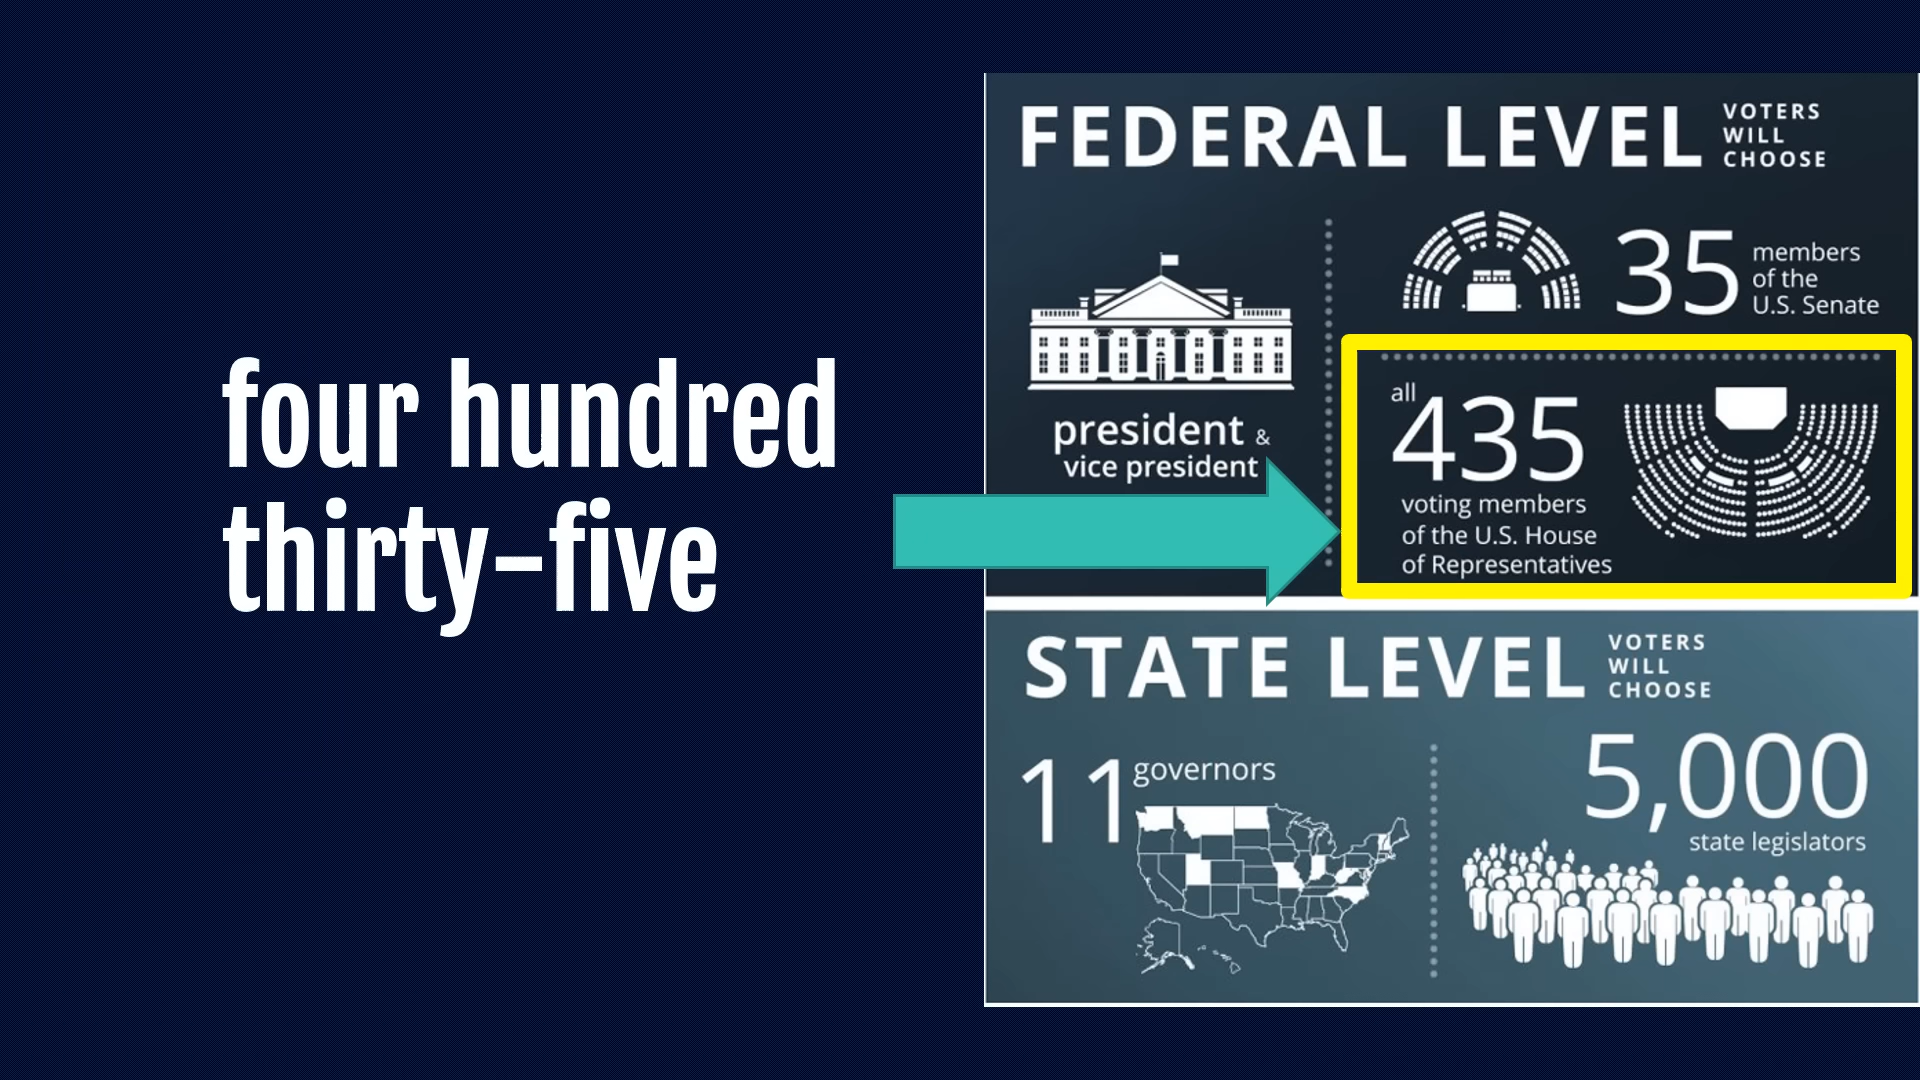 four hundred
thirty-five
FEDERAL LEVEL
VOTERS
WILL
CHOOSE
president &
vice president
35
members
of the
U.S. Senate
all
435
voting members
of the U.S. House
of Representatives
STATE LEVEL
VOTERS
WILL
CHOOSE
11 governors
5,000
state legislators